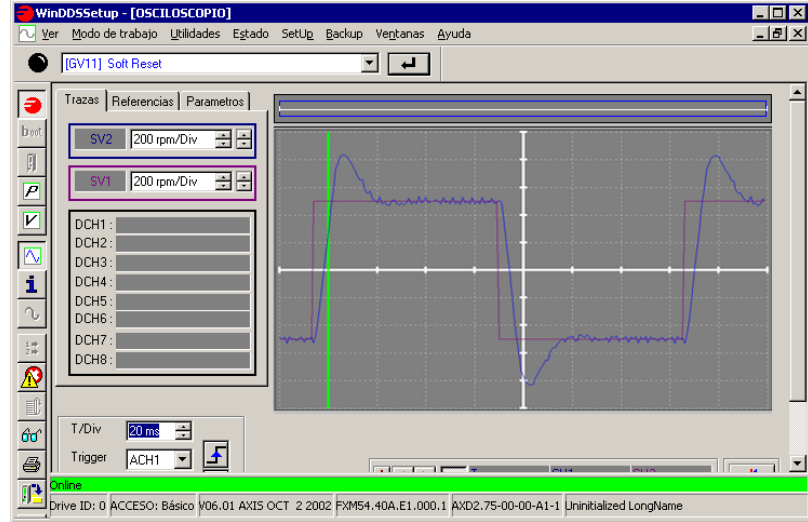 WinDDSSetup - [OSCILOSCOPIO]
Ver Modo de trabajo Utilidades Estado SetUp Backup Ventanas Ayuda
[GV11] Soft Reset
Trazas Referencias Parametros
boot
SV2 200 rpm/Div
SV1 200 rpm/Div
P
V
i
DCH1 :
DCH2 :
DCH3 :
DCH4 :
DCH5 :
DCH6 :
DCH7 :
DCH8 :
T/Div 20 ms
Trigger ACH1
Online
Drive ID: 0 ACCESO: Básico V06.01 AXIS OCT 2 2002 FXM54.40A.E1.000.1 AXD2.75-00-00-A1-1 Uninitialized LongName